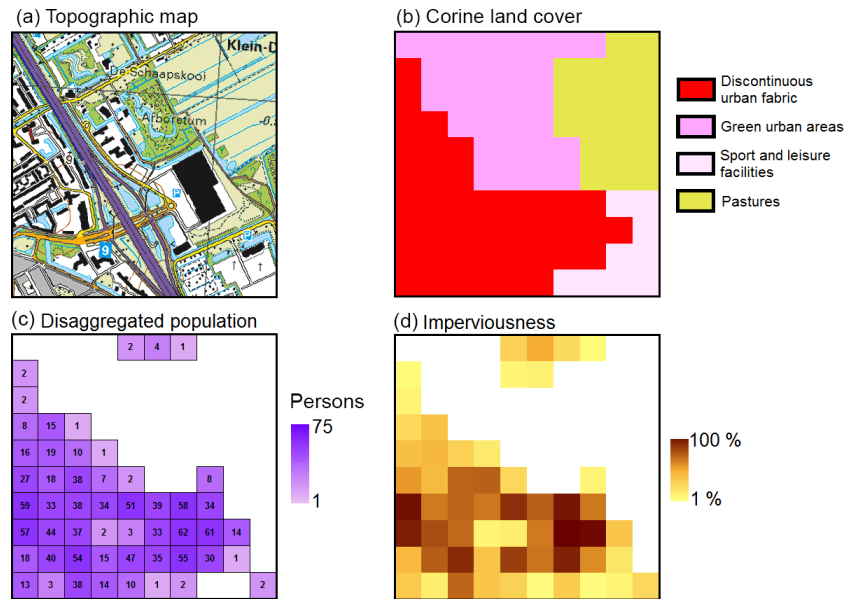 (a) Topographic map
Klein-D
De Schaapskooi
Arboretum
-0,
9
P
P
9
(b) Corine land cover
Discontinuous
urban fabric
Green urban areas
Sport and leisure
facilities
Pastures
(c) Disaggregated population
2 4 1
2
2
8 15 1
16 19 10 1
27 18 38 7 2 8
59 33 38 34 51 39 58 34
57 44 37 2 3 33 62 61 14
18 40 54 15 47 35 55 30 1
13 3 38 14 10 1 2 2
Persons
75
1
(d) Imperviousness
100 %
1 %